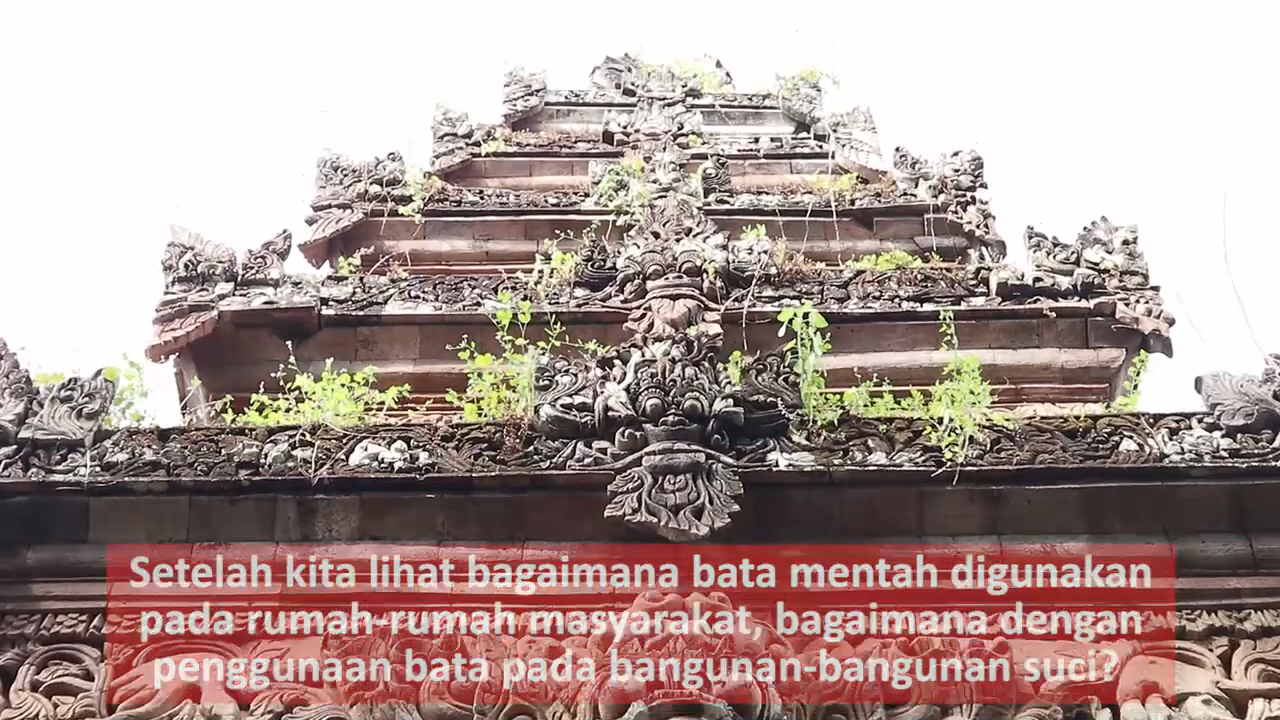 Setelah kita lihat bagaimana bata mentah digunakan
pada rumah-rumah masyarakat, bagaimana dengan
penggunaan bata pada bangunan-bangunan suci?